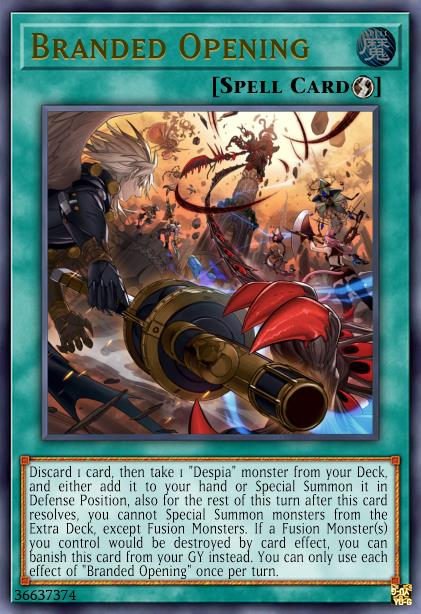 BRANDED OPENING
[SPELL CARD]
Discard 1 card, then take 1 "Despia" monster from your Deck,
and either add it to your hand or Special Summon it in
Defense Position, also for the rest of this turn after this card
resolves, you cannot Special Summon monsters from the
Extra Deck, except Fusion Monsters. If a Fusion Monster(s)
you control would be destroyed by card effect, you can
banish this card from your GY instead. You can only use each
effect of "Branded Opening" once per turn.
36637374